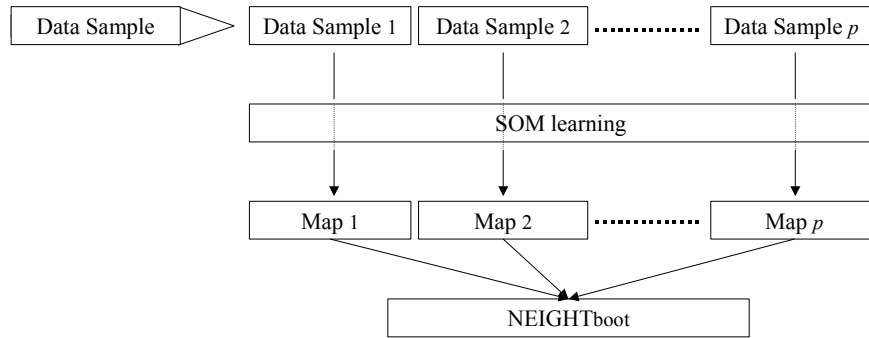 Data Sample
Data Sample 1
Data Sample 2
Data Sample p
SOM learning
Map 1
Map 2
Map p
NEIGHTboot